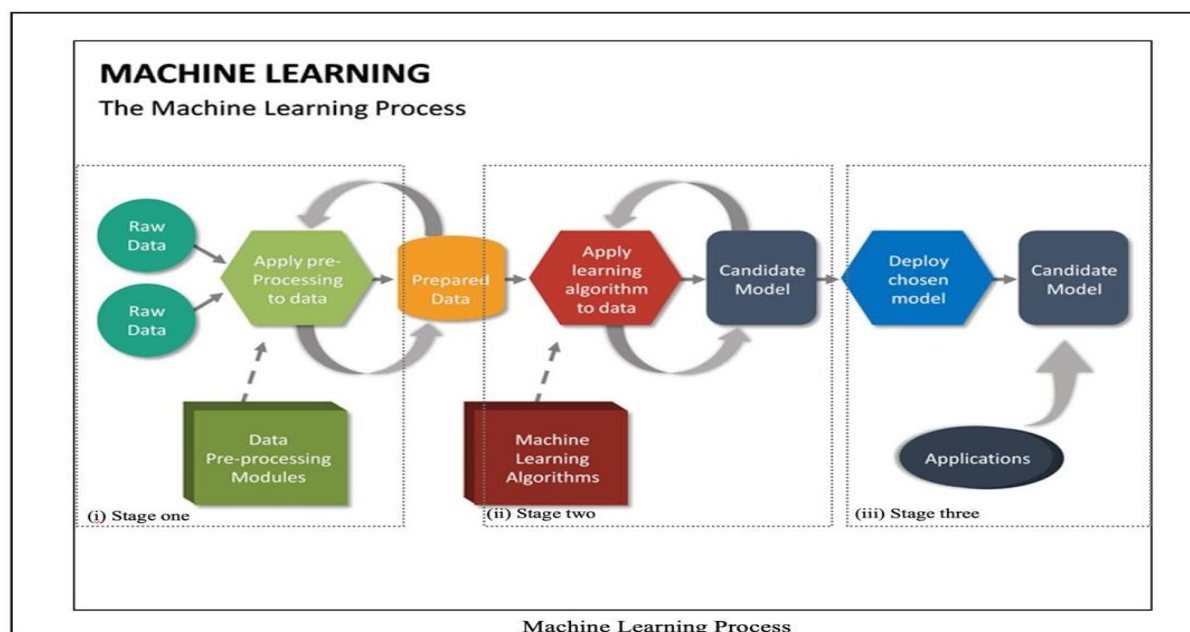 MACHINE LEARNING
The Machine Learning Process
Raw
Data
Raw
Data
Apply pre-
Processing
to data
Prepared
Data
Data
Pre-processing
Modules
(i) Stage one
Apply
learning
algorithm
to data
Candidate
Model
Machine
Learning
Algorithms
(ii) Stage two
Deploy
chosen
model
Candidate
Model
Applications
(iii) Stage three
Machine Learning Process